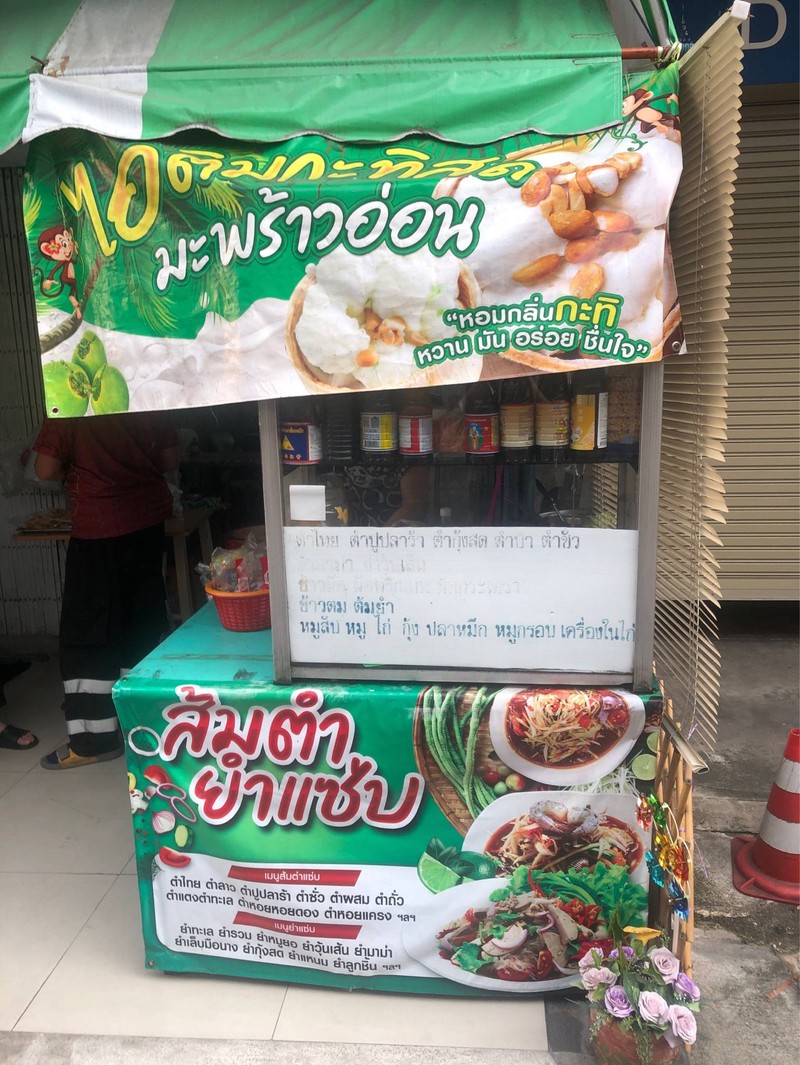 ไอติมกะทิสด
มะพร้าวอ่อน
“หอมกลิ่นกะทิ
หวาน มัน อร่อย ชื่นใจ”
D
ตำไทย ตำปูปลาร้า ตำกุ้งสด ตำป่า ตำซั่ว
ข้าวผัด
ข้าวต้ม ต้มยำ
หมูสับ หมู ไก่ กุ้ง ปลาหมึก หมูกรอบ เครื่องในไก่
ส้มตำ
ยำแซ่บ
เมนูส้มตำแซ่บ
ตำไทย ตำลาว ตำปูปลาร้า ตำซั่ว ตำผสม ตำถั่ว
ตำแตงตำทะเล ตำหอยหอยดอง ตำหอยแครง ฯลฯ
เมนูยำแซ่บ
ยำทะเล ยำรวม ยำหมูยอ ยำวุ้นเส้น ยำมาม่า
ยำเล็บมือนาง ยำกุ้งสด ยำแหนม ยำลูกชิ้น ฯลฯ